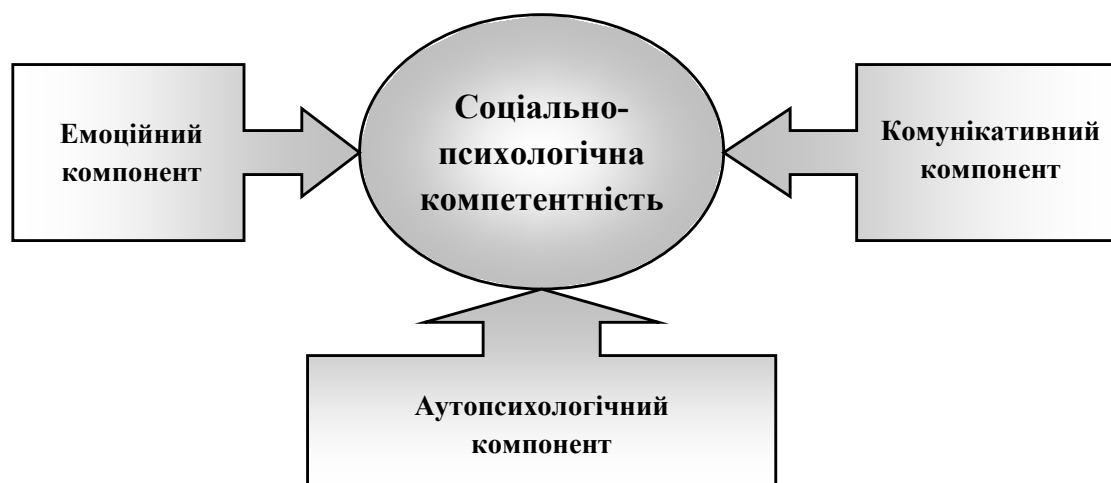 Соціально-
психологічна
компетентність
Емоційний
компонент
Комунікативний
компонент
Аутопсихологічний
компонент